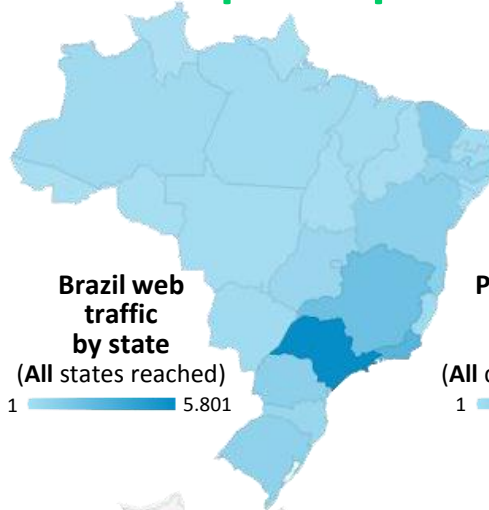 Brazil web
traffic
by state
(All states reached)
1 5.801
P
(All
1